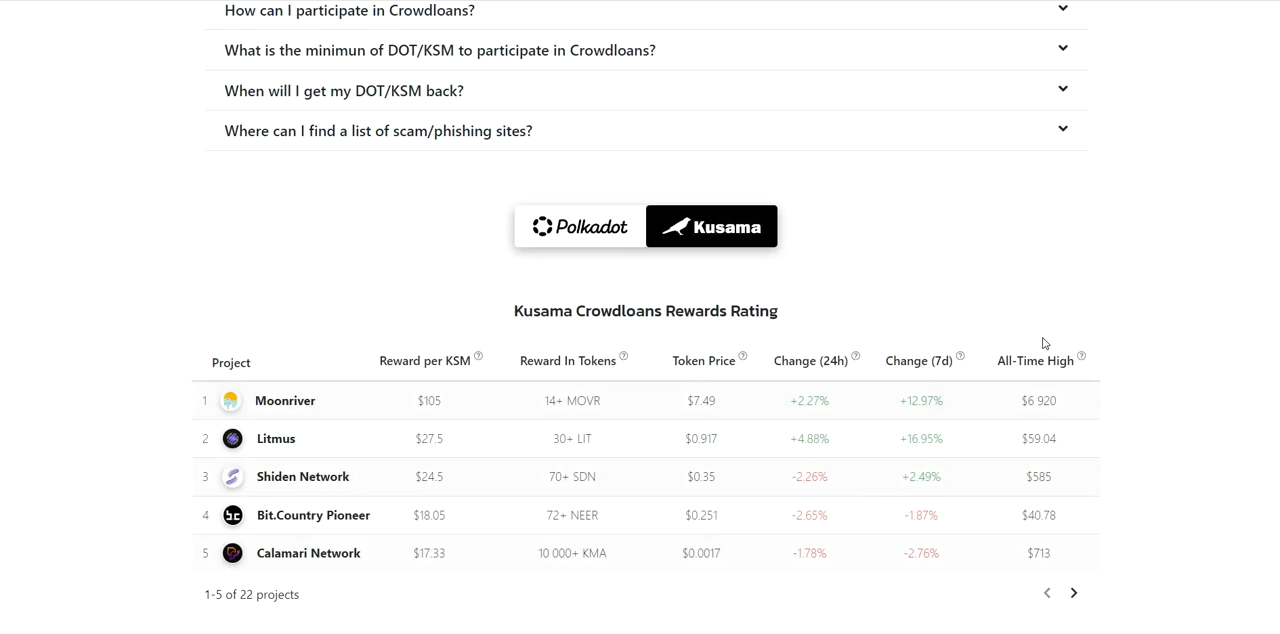 How can I participate in Crowdloans?
What is the minimun of DOT/KSM to participate in Crowdloans?
When will I get my DOT/KSM back?
Where can I find a list of scam/phishing sites?
Polkadot Kusama
Kusama Crowdloans Rewards Rating
Project Reward per KSM ? Reward In Tokens ? Token Price ? Change (24h) ? Change (7d) ? All-Time High ?
1 Moonriver $105 14+ MOVR $7.49 +2.27% +12.97% $6 920
2 Litmus $27.5 30+ LIT $0.917 +4.88% +16.95% $59.04
3 Shiden Network $24.5 70+ SDN $0.35 -2.26% +2.49% $585
4 Bit.Country Pioneer $18.05 72+ NEER $0.251 -2.65% -1.87% $40.78
5 Calamari Network $17.33 10 000+ KMA $0.0017 -1.78% -2.76% $713
1-5 of 22 projects